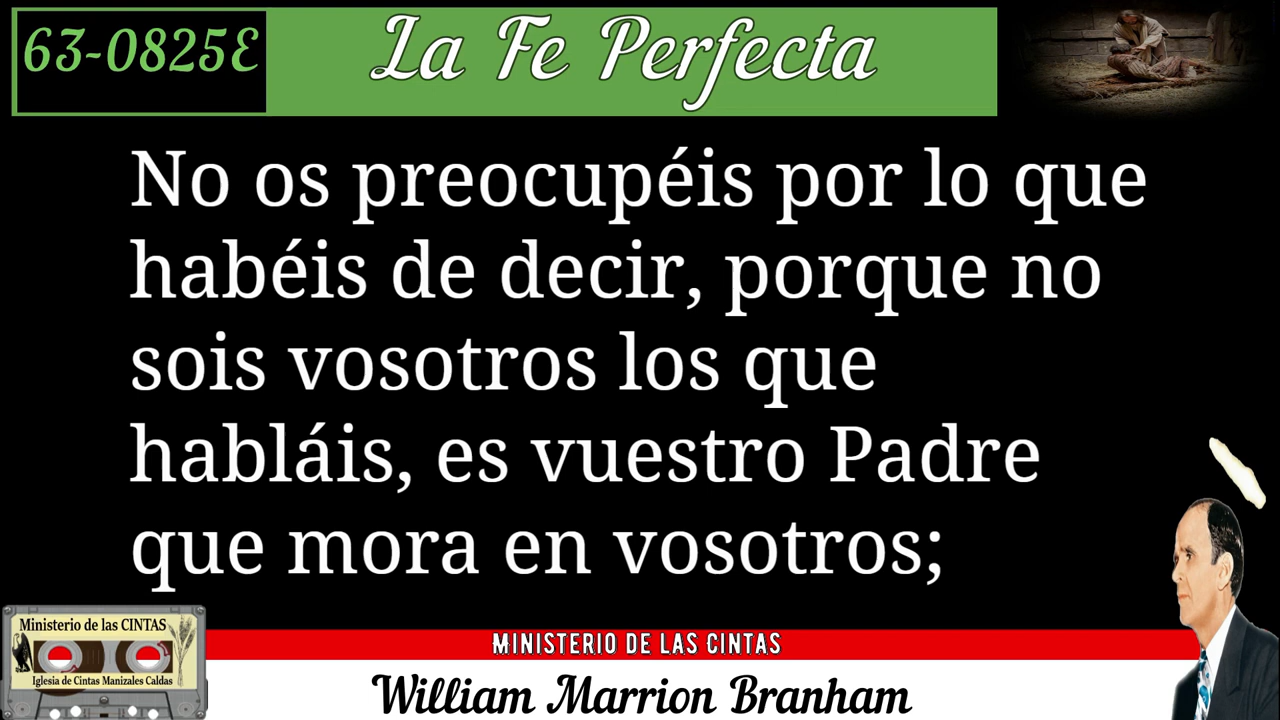 63-0825E
La Fe Perfecta
No os preocupéis por lo que
habéis de decir, porque no
sois vosotros los que
habláis, es vuestro Padre
que mora en vosotros;
Ministerio de las CINTAS
Iglesia de Cintas Manizales Caldas
MINISTERIO DE LAS CINTAS
William Marrion Branham